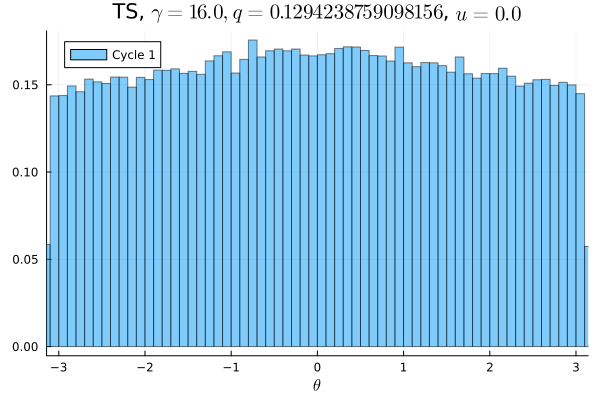 TS, γ = 16.0, q = 0.1294238759098156, u = 0.0
Cycle 1
0.15
0.10
0.05
0.00
−3 −2 −1 0 1 2 3
θ